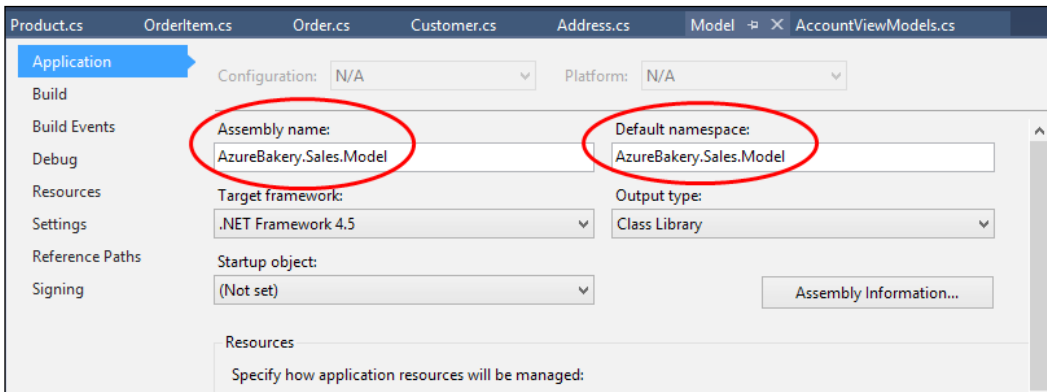 Product.cs OrderItem.cs Order.cs Customer.cs Address.cs Model AccountViewModels.cs
Application
Configuration: N/A Platform: N/A
Build
Build Events
Assembly name: Default namespace:
Debug
AzureBakery.Sales.Model AzureBakery.Sales.Model
Resources
Target framework: Output type:
Settings
.NET Framework 4.5 Class Library
Reference Paths
Startup object:
Signing
(Not set) Assembly Information...
Resources
Specify how application resources will be managed: